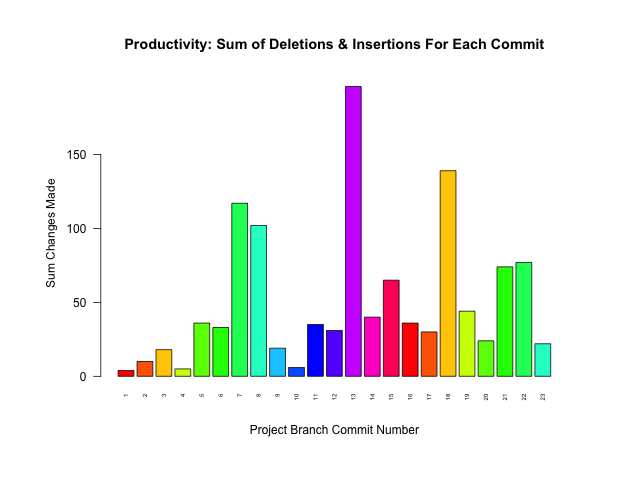 Productivity: Sum of Deletions & Insertions For Each Commit
150
100
50
0
Sum Changes Made
1 2 3 4 5 6 7 8 9 10 11 12 13 14 15 16 17 18 19 20 21 22 23
Project Branch Commit Number